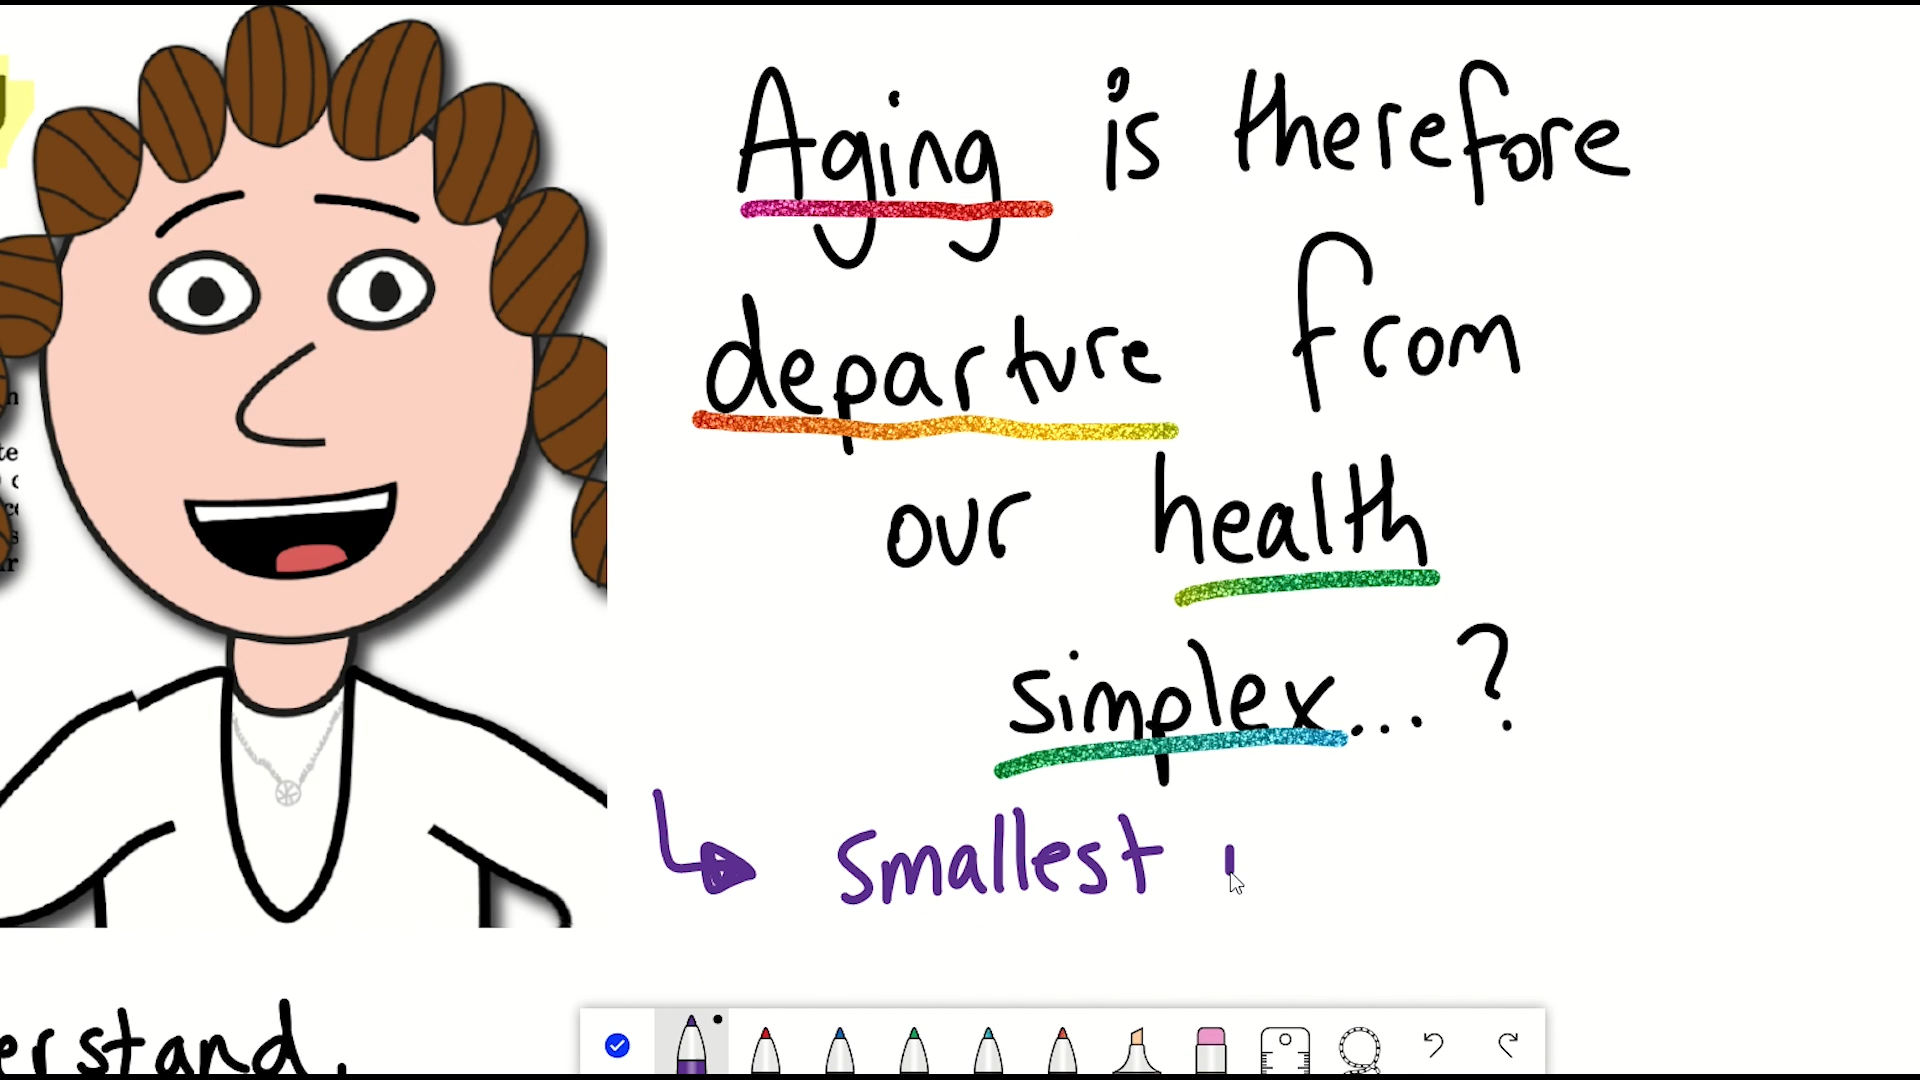 Aging is therefore
departure from
our health
simplex...?
smallest
erstand.